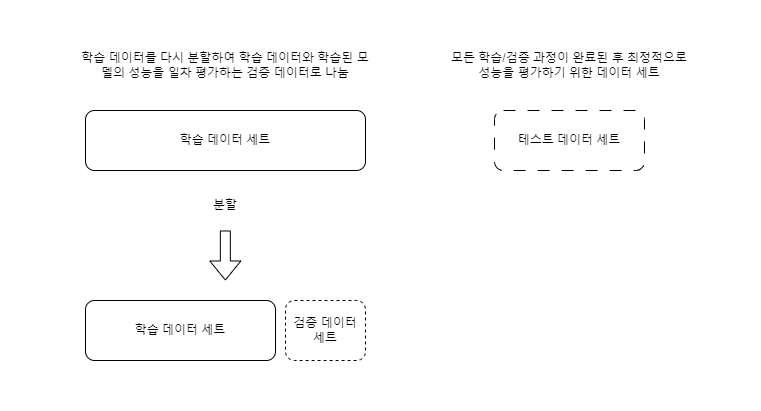 학습 데이터를 다시 분할하여 학습 데이터와 학습된 모
델의 성능을 일차 평가하는 검증 데이터로 나눔
모든 학습/검증 과정이 완료된 후 최정적으로
성능을 평가하기 위한 데이터 세트
학습 데이터 세트
테스트 데이터 세트
분할
학습 데이터 세트
검증 데이터
세트